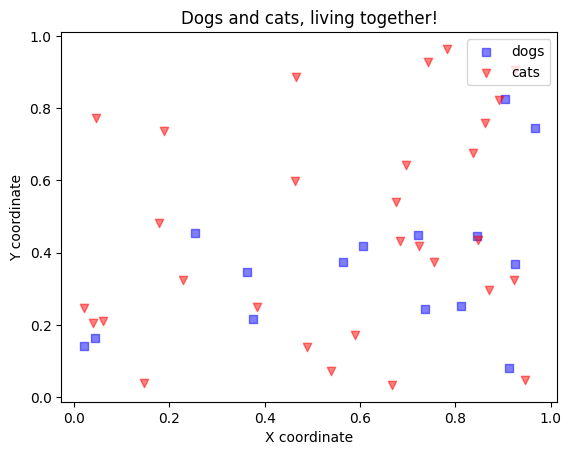 Dogs and cats, living together!
dogs
cats
1.0
0.8
0.6
0.4
0.2
0.0
Y coordinate
0.0 0.2 0.4 0.6 0.8 1.0
X coordinate